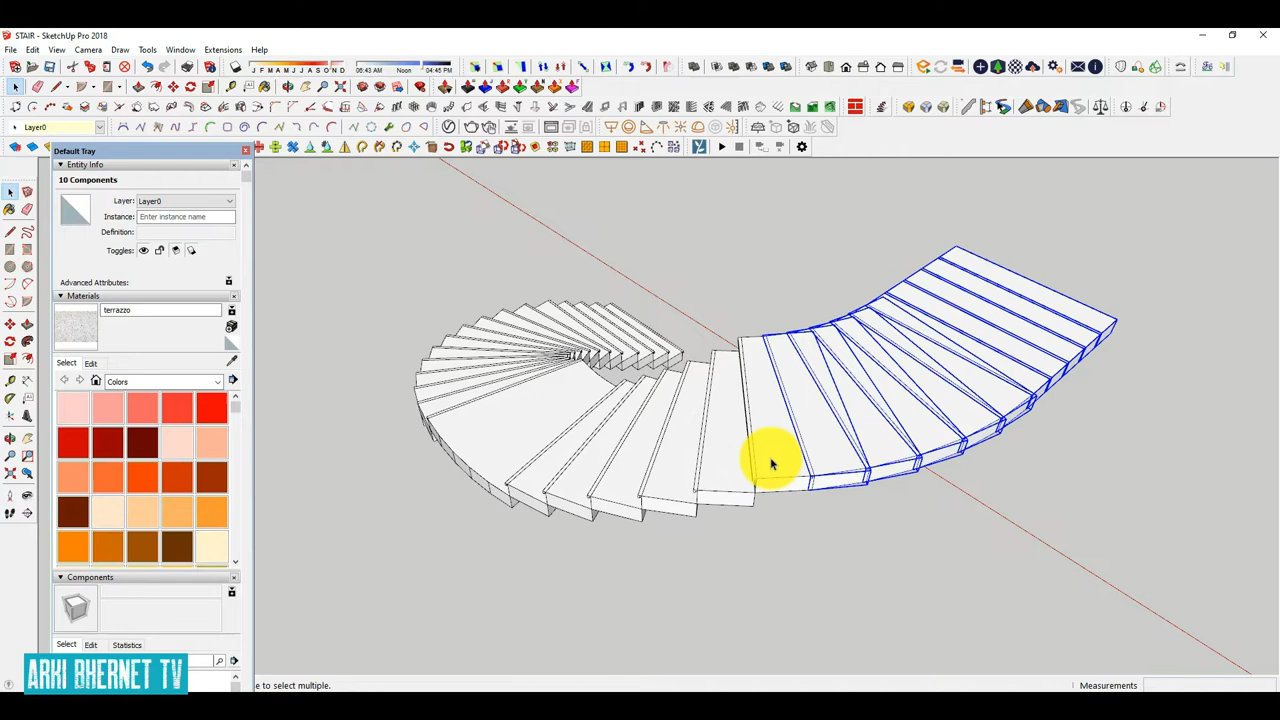 STAIR - SketchUp Pro 2018
File Edit View Camera Draw Tools Window Extensions Help
J F M A M J J A S O N D
06:43 AM Noon 04:45 PM
Layer0
Default Tray
Entity Info
10 Components
Layer: Layer0
Instance: Enter instance name
Definition:
Toggles:
Advanced Attributes:
Materials
terrazzo
Select Edit
Colors
Components
Select Edit Statistics
ARKI BHERNET TV
e to select multiple.
Measurements